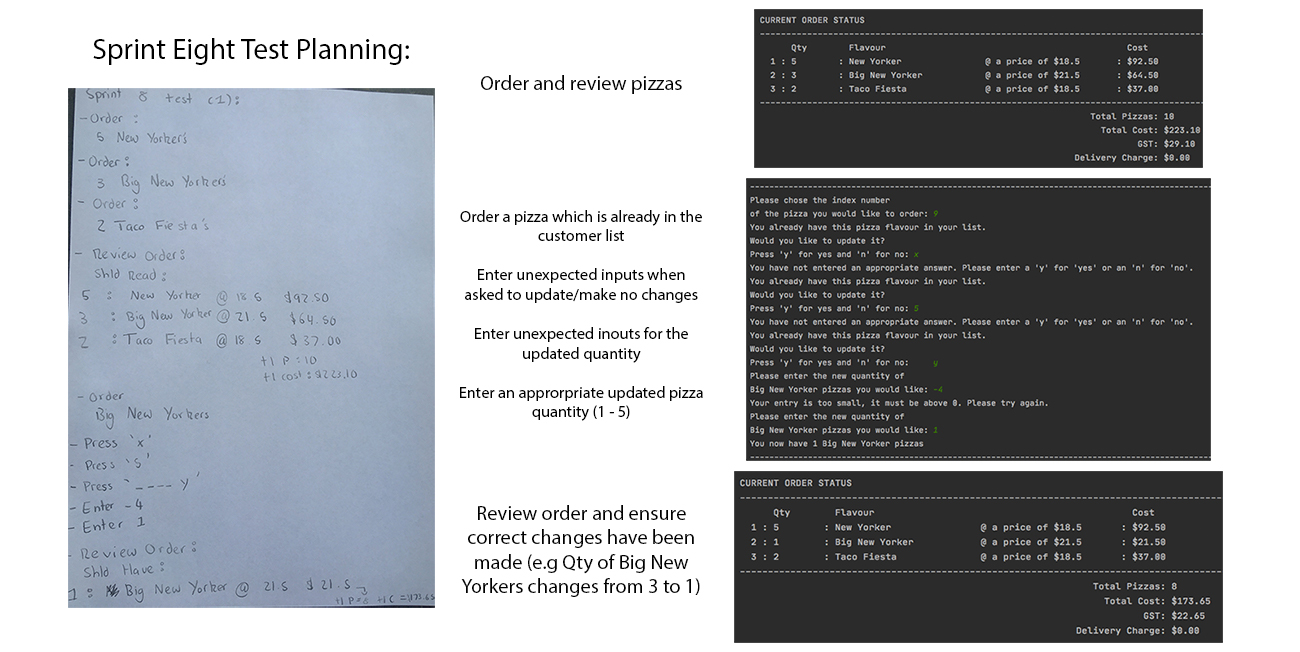 Sprint Eight Test Planning:
Sprint 8 test (1):
- Order :
5 New Yorkers
- Order :
3 Big New Yorkers
- Order :
2 Taco Fiesta's
- Review Order :
Shld Read :
5 : New Yorker @ 18 5 $92.50
3 : Big New Yorker @ 21.5 $64.50
2 : Taco Fiesta @ 18 5 $37.00
tl P : 10
tl cost : $223.10
- Order
Big New Yorkers
- Press 'x'
- Press '5'
- Press '---- y'
- Enter -4
- Enter 1
- Review Order :
Shld Have :
1 : Big New Yorker @ 21.5 $21.5
tl P=8 tl C =$173.65
Order and review pizzas
Order a pizza which is already in the
customer list
Enter unexpected inputs when
asked to update/make no changes
Enter unexpected inouts for the
updated quantity
Enter an approrpriate updated pizza
quantity (1 - 5)
Review order and ensure
correct changes have been
made (e.g Qty of Big New
Yorkers changes from 3 to 1)
CURRENT ORDER STATUS
Qty Flavour Cost
1 : 5 : New Yorker @ a price of $18.5 : $92.50
2 : 3 : Big New Yorker @ a price of $21.5 : $64.50
3 : 2 : Taco Fiesta @ a price of $18.5 : $37.00
Total Pizzas: 10
Total Cost: $223.10
GST: $29.10
Delivery Charge: $0.00
Please chose the index number
of the pizza you would like to order: 9
You already have this pizza flavour in your list.
Would you like to update it?
Press 'y' for yes and 'n' for no: x
You have not entered an appropriate answer. Please enter a 'y' for 'yes' or an 'n' for 'no'.
You already have this pizza flavour in your list.
Would you like to update it?
Press 'y' for yes and 'n' for no: 5
You have not entered an appropriate answer. Please enter a 'y' for 'yes' or an 'n' for 'no'.
You already have this pizza flavour in your list.
Would you like to update it?
Press 'y' for yes and 'n' for no: y
Please enter the new quantity of
Big New Yorker pizzas you would like: -4
Your entry is too small, it must be above 0. Please try again.
Please enter the new quantity of
Big New Yorker pizzas you would like: 1
You now have 1 Big New Yorker pizzas
CURRENT ORDER STATUS
Qty Flavour Cost
1 : 5 : New Yorker @ a price of $18.5 : $92.50
2 : 1 : Big New Yorker @ a price of $21.5 : $21.50
3 : 2 : Taco Fiesta @ a price of $18.5 : $37.00
Total Pizzas: 8
Total Cost: $173.65
GST: $22.65
Delivery Charge: $0.00